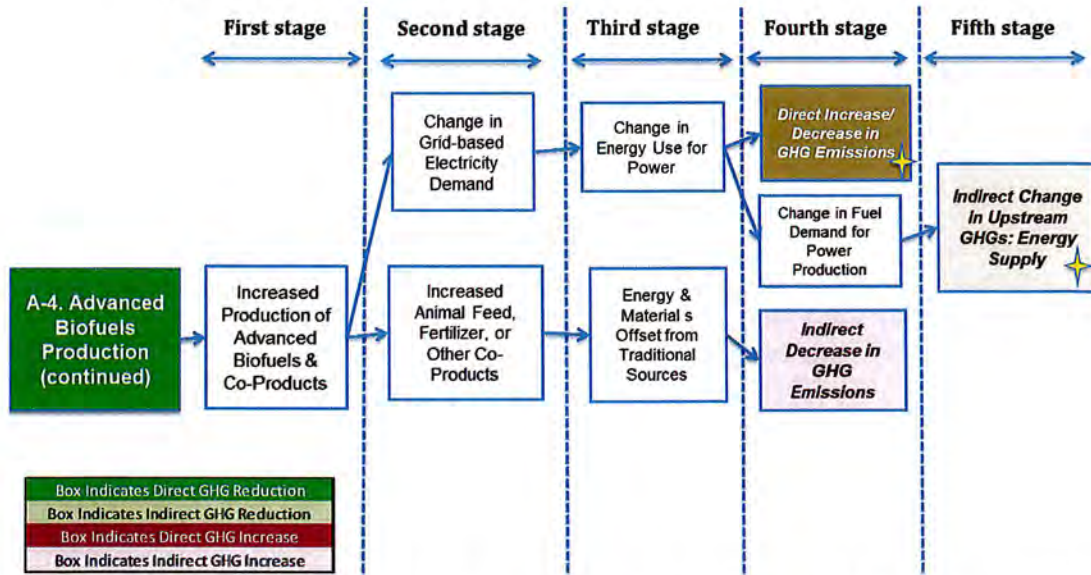 First stage
Second stage
Third stage
Fourth stage
Fifth stage
Change in
Grid-based
Electricity
Demand
Change in
Energy Use for
Power
Direct Increase/
Decrease in
GHG Emissions
Change in Fuel
Demand for
Power
Production
Indirect Change
In Upstream
GHGs: Energy
Supply
A-4. Advanced
Biofuels
Production
(continued)
Increased
Production of
Advanced
Biofuels &
Co-Products
Increased
Animal Feed,
Fertilizer, or
Other Co-
Products
Energy &
Material s
Offset from
Traditional
Sources
Indirect
Decrease in
GHG
Emissions
Box Indicates Direct GHG Reduction
Box Indicates Indirect GHG Reduction
Box Indicates Direct GHG Increase
Box Indicates Indirect GHG Increase